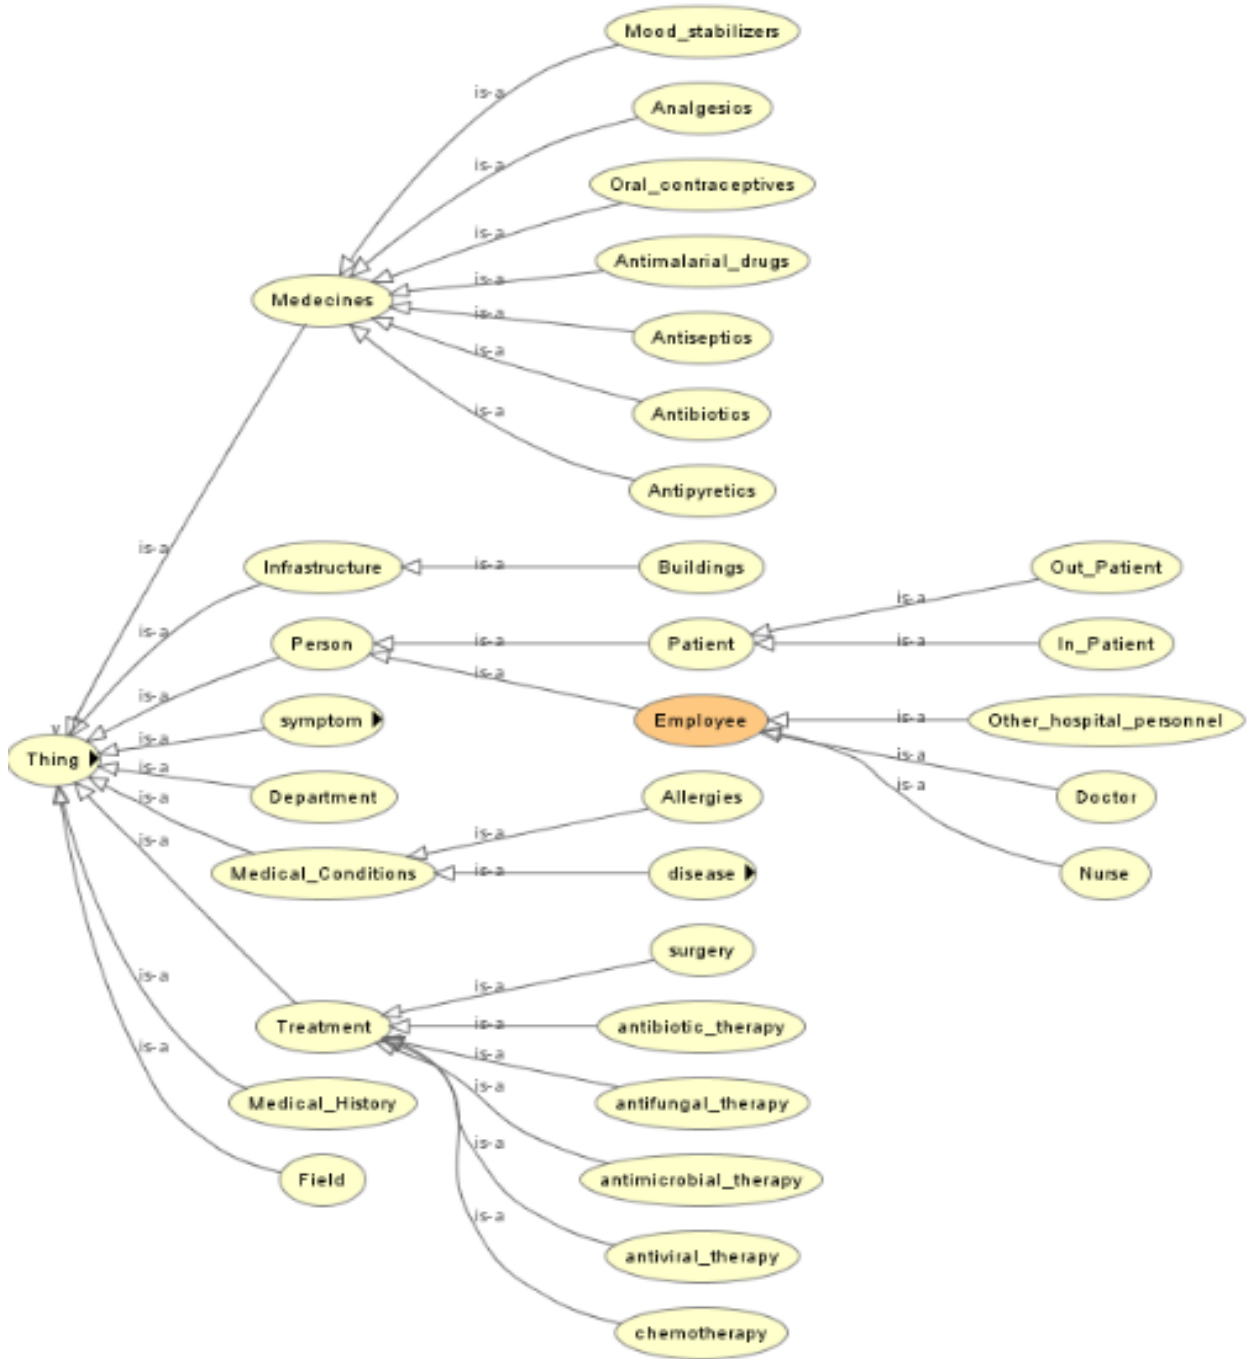 Mood_stabilizers
is-a
Analgesics
is-a
Oral_contraceptives
is-a
Antimalarial_drugs
is-a
Medecines
is-a
Antiseptics
is-a
Antibiotics
is-a
Antipyretics
is-a
Infrastructure
is-a
Buildings
Out_Patient
is-a
is-a
Person
is-a
Patient
is-a
In_Patient
is-a
is-a
symptom
Employee
is-a
Other_hospital_personnel
is-a
Thing
is-a
is-a
Department
is-a
Allergies
is-a
Doctor
is-a
is-a
Medical_Conditions
is-a
disease
Nurse
surgery
is-a
is-a
Treatment
is-a
antibiotic_therapy
is-a
is-a
Medical_History
antifungal_therapy
is-a
is-a
Field
antimicrobial_therapy
is-a
antiviral_therapy
chemotherapy